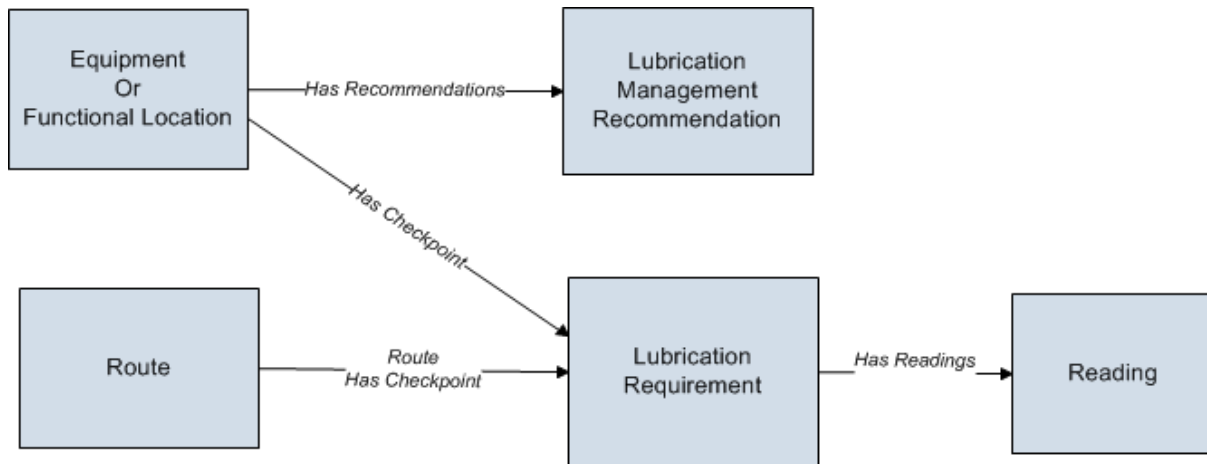 Equipment
Or
Functional Location
Has Recommendations
Lubrication
Management
Recommendation
Has Checkpoint
Route
Route
Has Checkpoint
Lubrication
Requirement
Has Readings
Reading